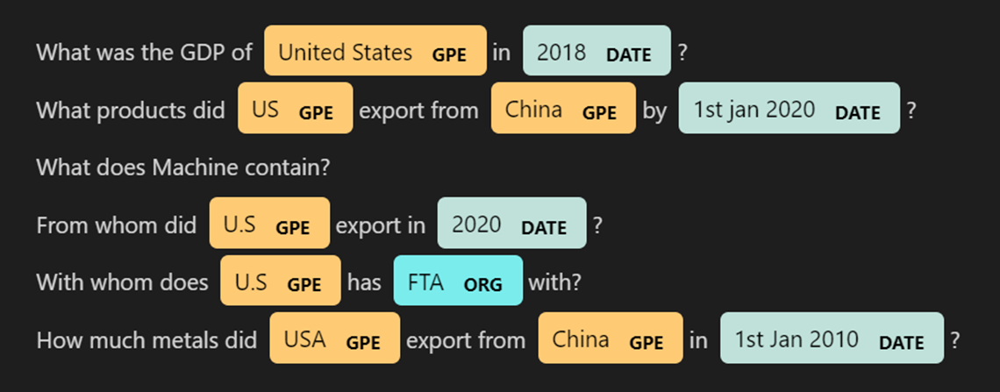 What was the GDP of United States GPE in 2018 DATE ?
What products did US GPE export from China GPE by 1st jan 2020 DATE ?
What does Machine contain?
From whom did U.S GPE export in 2020 DATE ?
With whom does U.S GPE has FTA ORG with?
How much metals did USA GPE export from China GPE in 1st Jan 2010 DATE ?